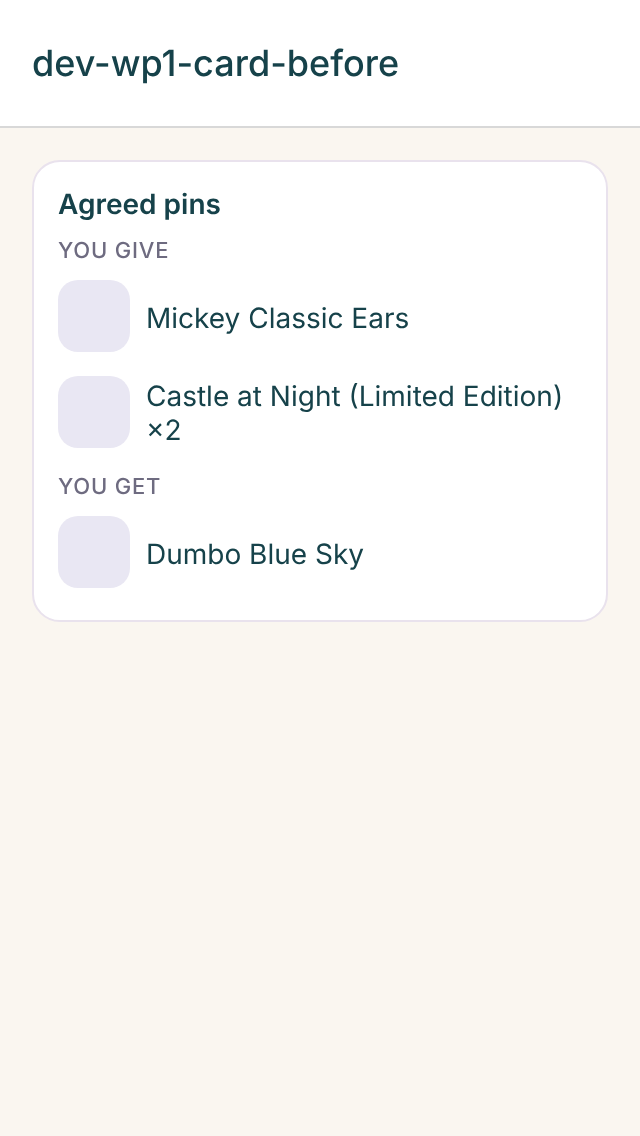 dev-wp1-card-before
Agreed pins
YOU GIVE
Mickey Classic Ears
Castle at Night (Limited Edition)
×2
YOU GET
Dumbo Blue Sky